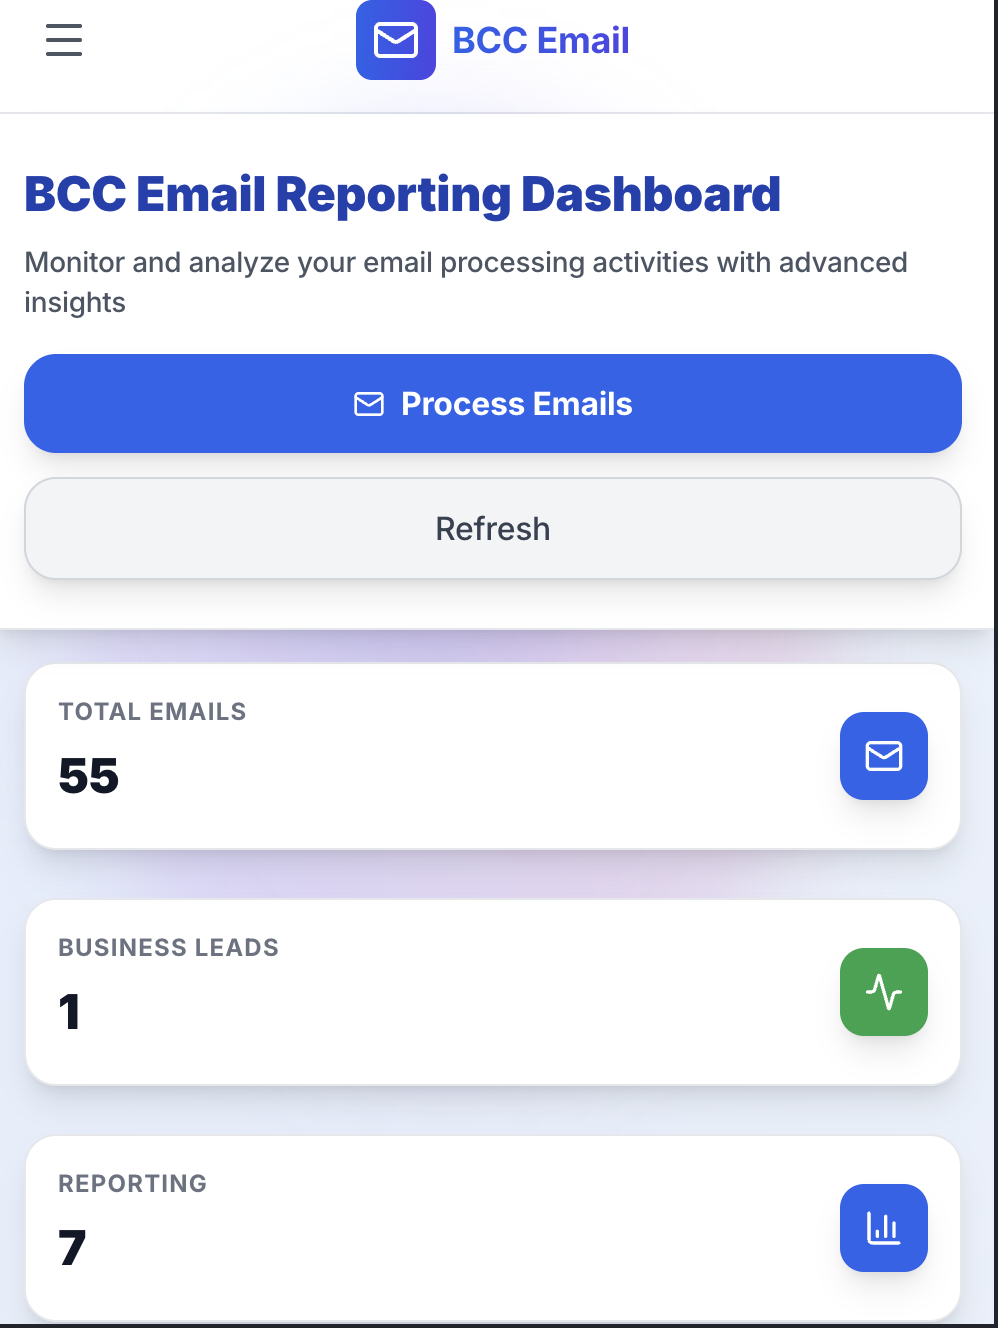 BCC Email
BCC Email Reporting Dashboard
Monitor and analyze your email processing activities with advanced
insights
Process Emails
Refresh
TOTAL EMAILS
55
BUSINESS LEADS
1
REPORTING
7